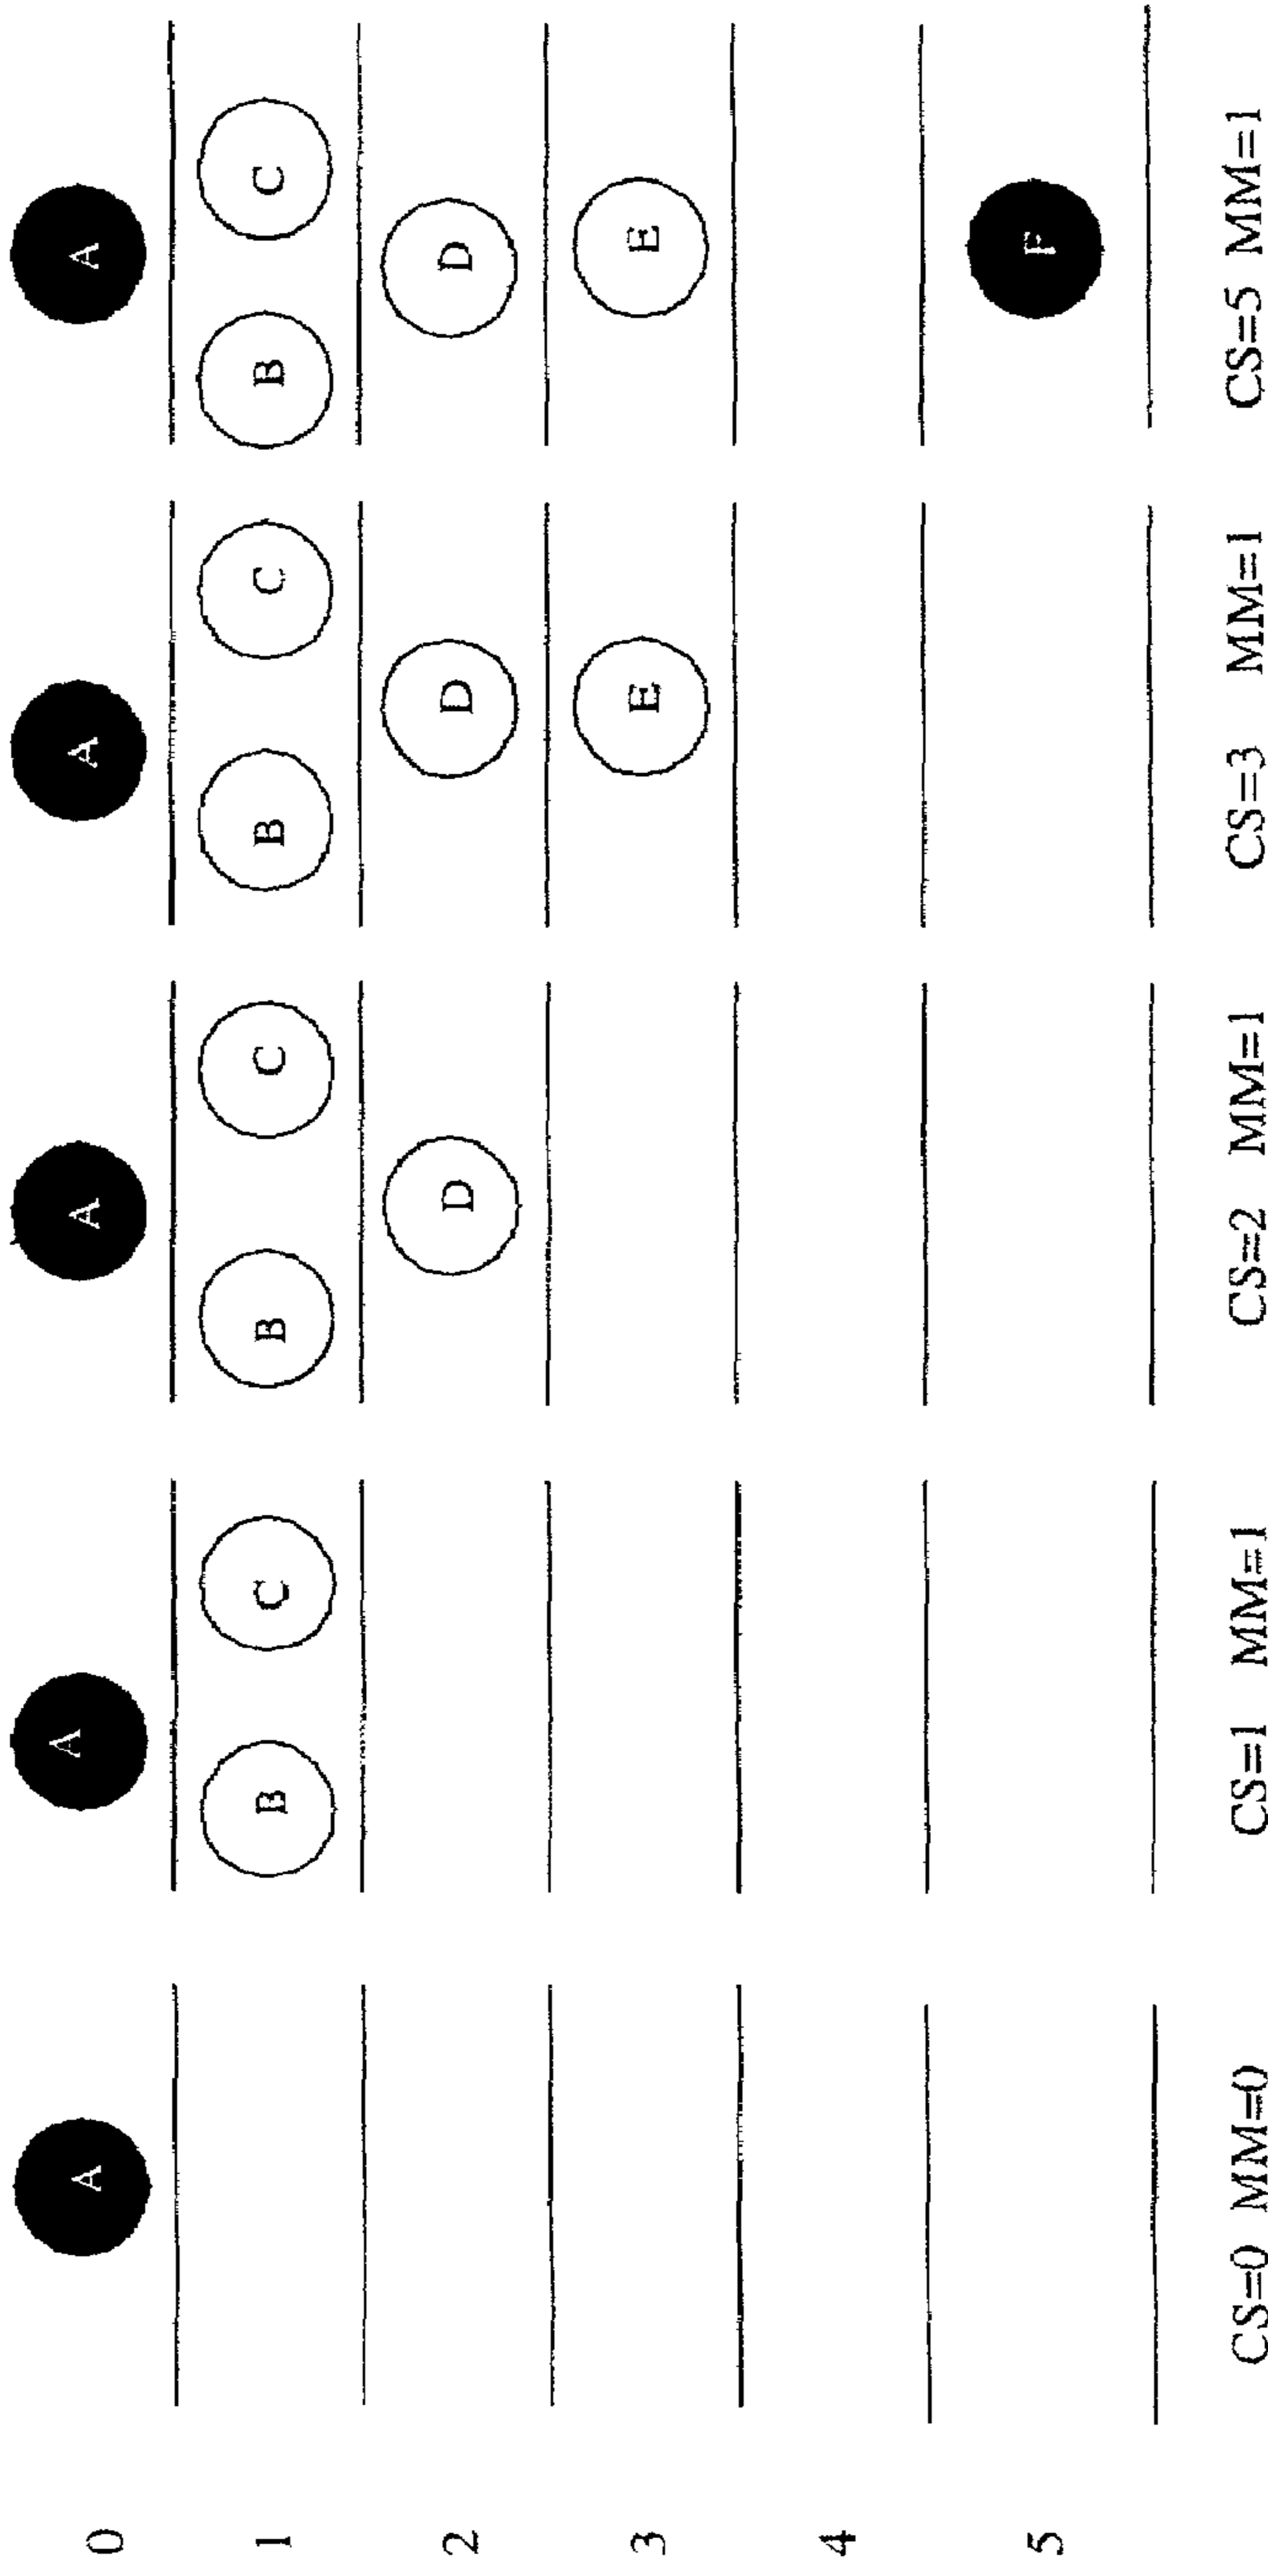 0 A A A A A
1 B C B C B C B C
2 D D D
3 E E
4
5 F
CS=0 MM=0 CS=1 MM=1 CS=2 MM=1 CS=3 MM=1 CS=5 MM=1